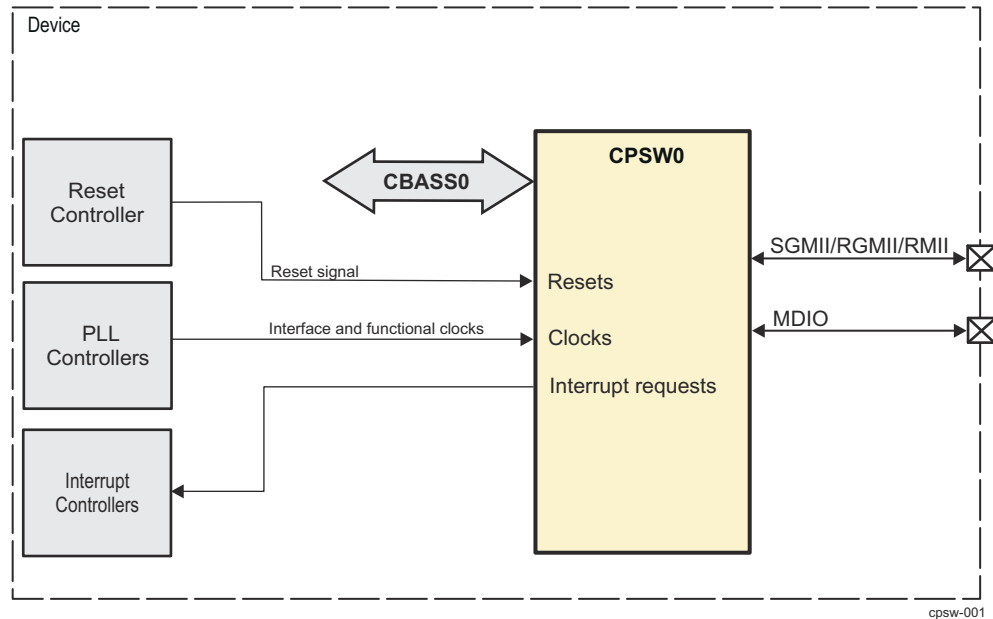 Device
CPSW0
CBASS0
Reset
Controller
SGMII/RGMII/RMII
Reset signal
Resets
MDIO
PLL
Controllers
Interface and functional clocks
Clocks
Interrupt requests
Interrupt
Controllers
cpsw-001